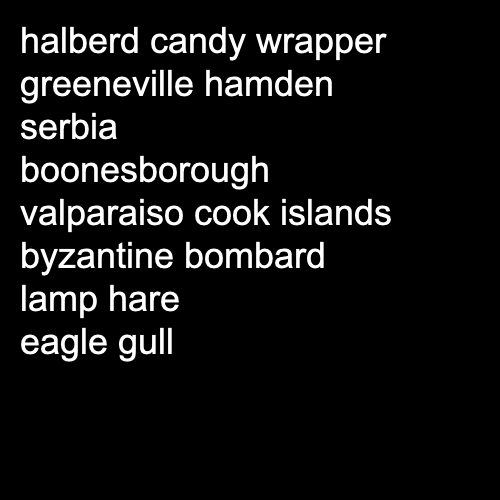 halberd candy wrapper
greeneville hamden
serbia
boonesborough
valparaiso cook islands
byzantine bombard
lamp hare
eagle gull